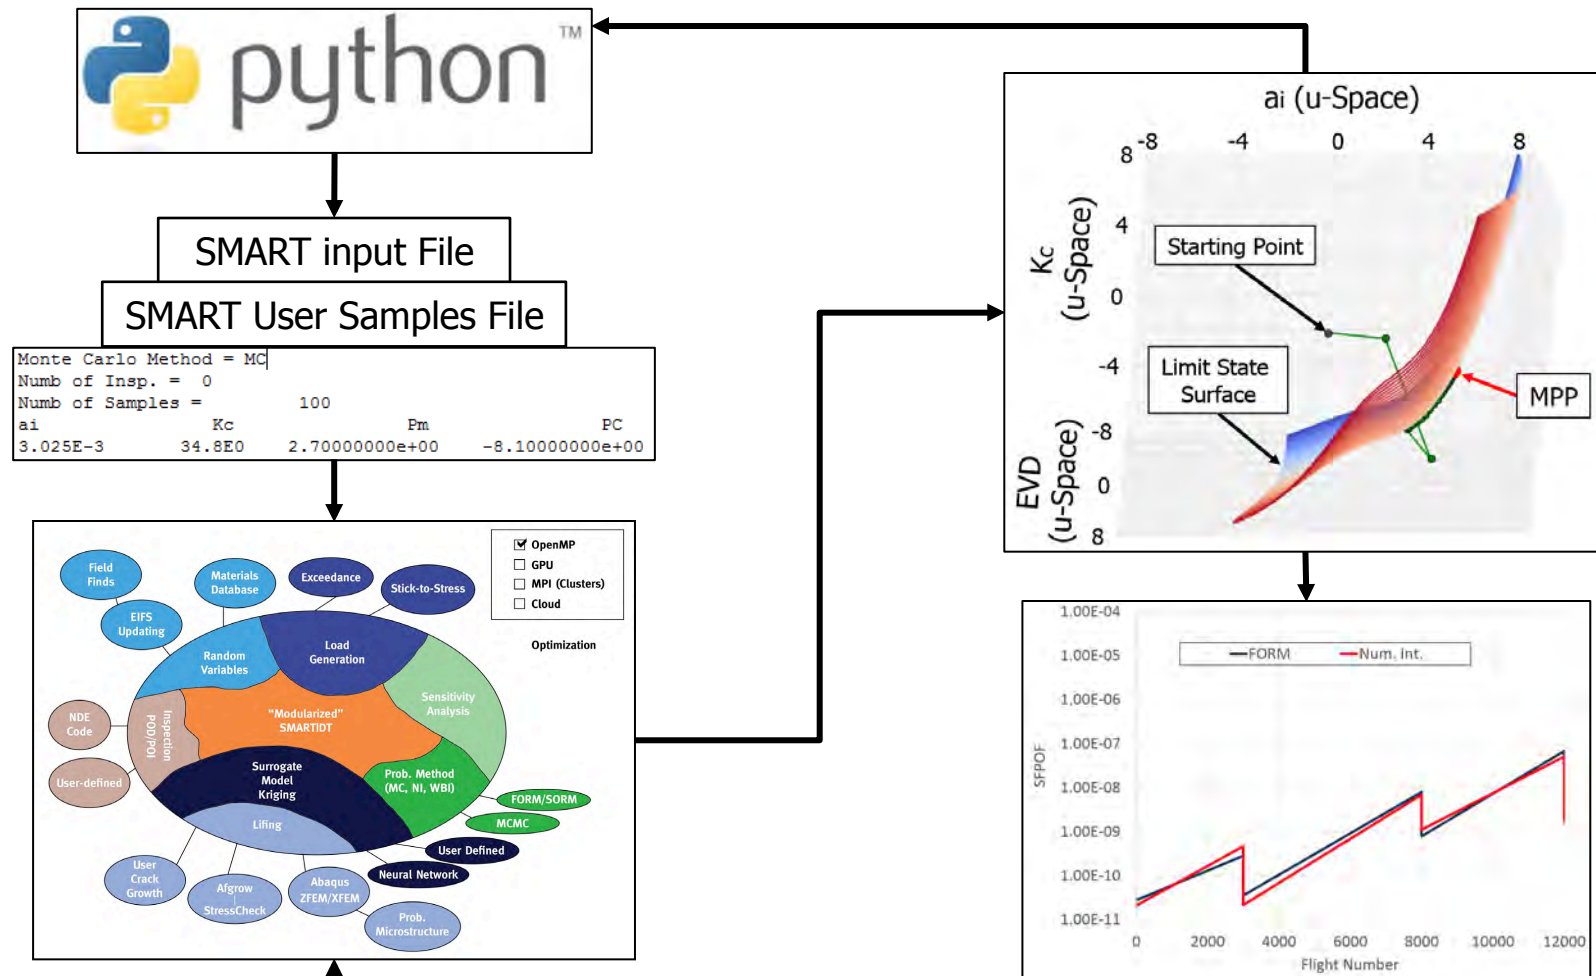 python™
SMART input File
SMART User Samples File
Monte Carlo Method = MC
Numb of Insp. = 0
Numb of Samples = 100
ai Kc Pm PC
3.025E-3 34.8E0 2.70000000e+00 -8.10000000e+00
OpenMP
GPU
MPI (Clusters)
Cloud
Optimization
Field
Finds
EIFS
Updating
Materials
Database
Exceedance
Stick-to-Stress
Random
Variables
Load
Generation
Sensitivity
Analysis
"Modularized"
SMART|DT
Inspection
POD/POI
NDE
Code
User-defined
Surrogate
Model
Kriging
Prob. Method
(MC, NI, WBI)
FORM/SORM
MCMC
User Defined
Neural Network
Lifing
User
Crack
Growth
Afgrow
StressCheck
Abaqus
ZFEM/XFEM
Prob.
Microstructure
ai (u-Space)
-8 -4 0 4 8
Kc
(u-Space)
8
4
0
-4
-8
EVD
(u-Space)
0
8
Starting Point
Limit State
Surface
MPP
SFPOF
1.00E-04
1.00E-05
1.00E-06
1.00E-07
1.00E-08
1.00E-09
1.00E-10
1.00E-11
FORM Num. Int.
0 2000 4000 6000 8000 10000 12000
Flight Number